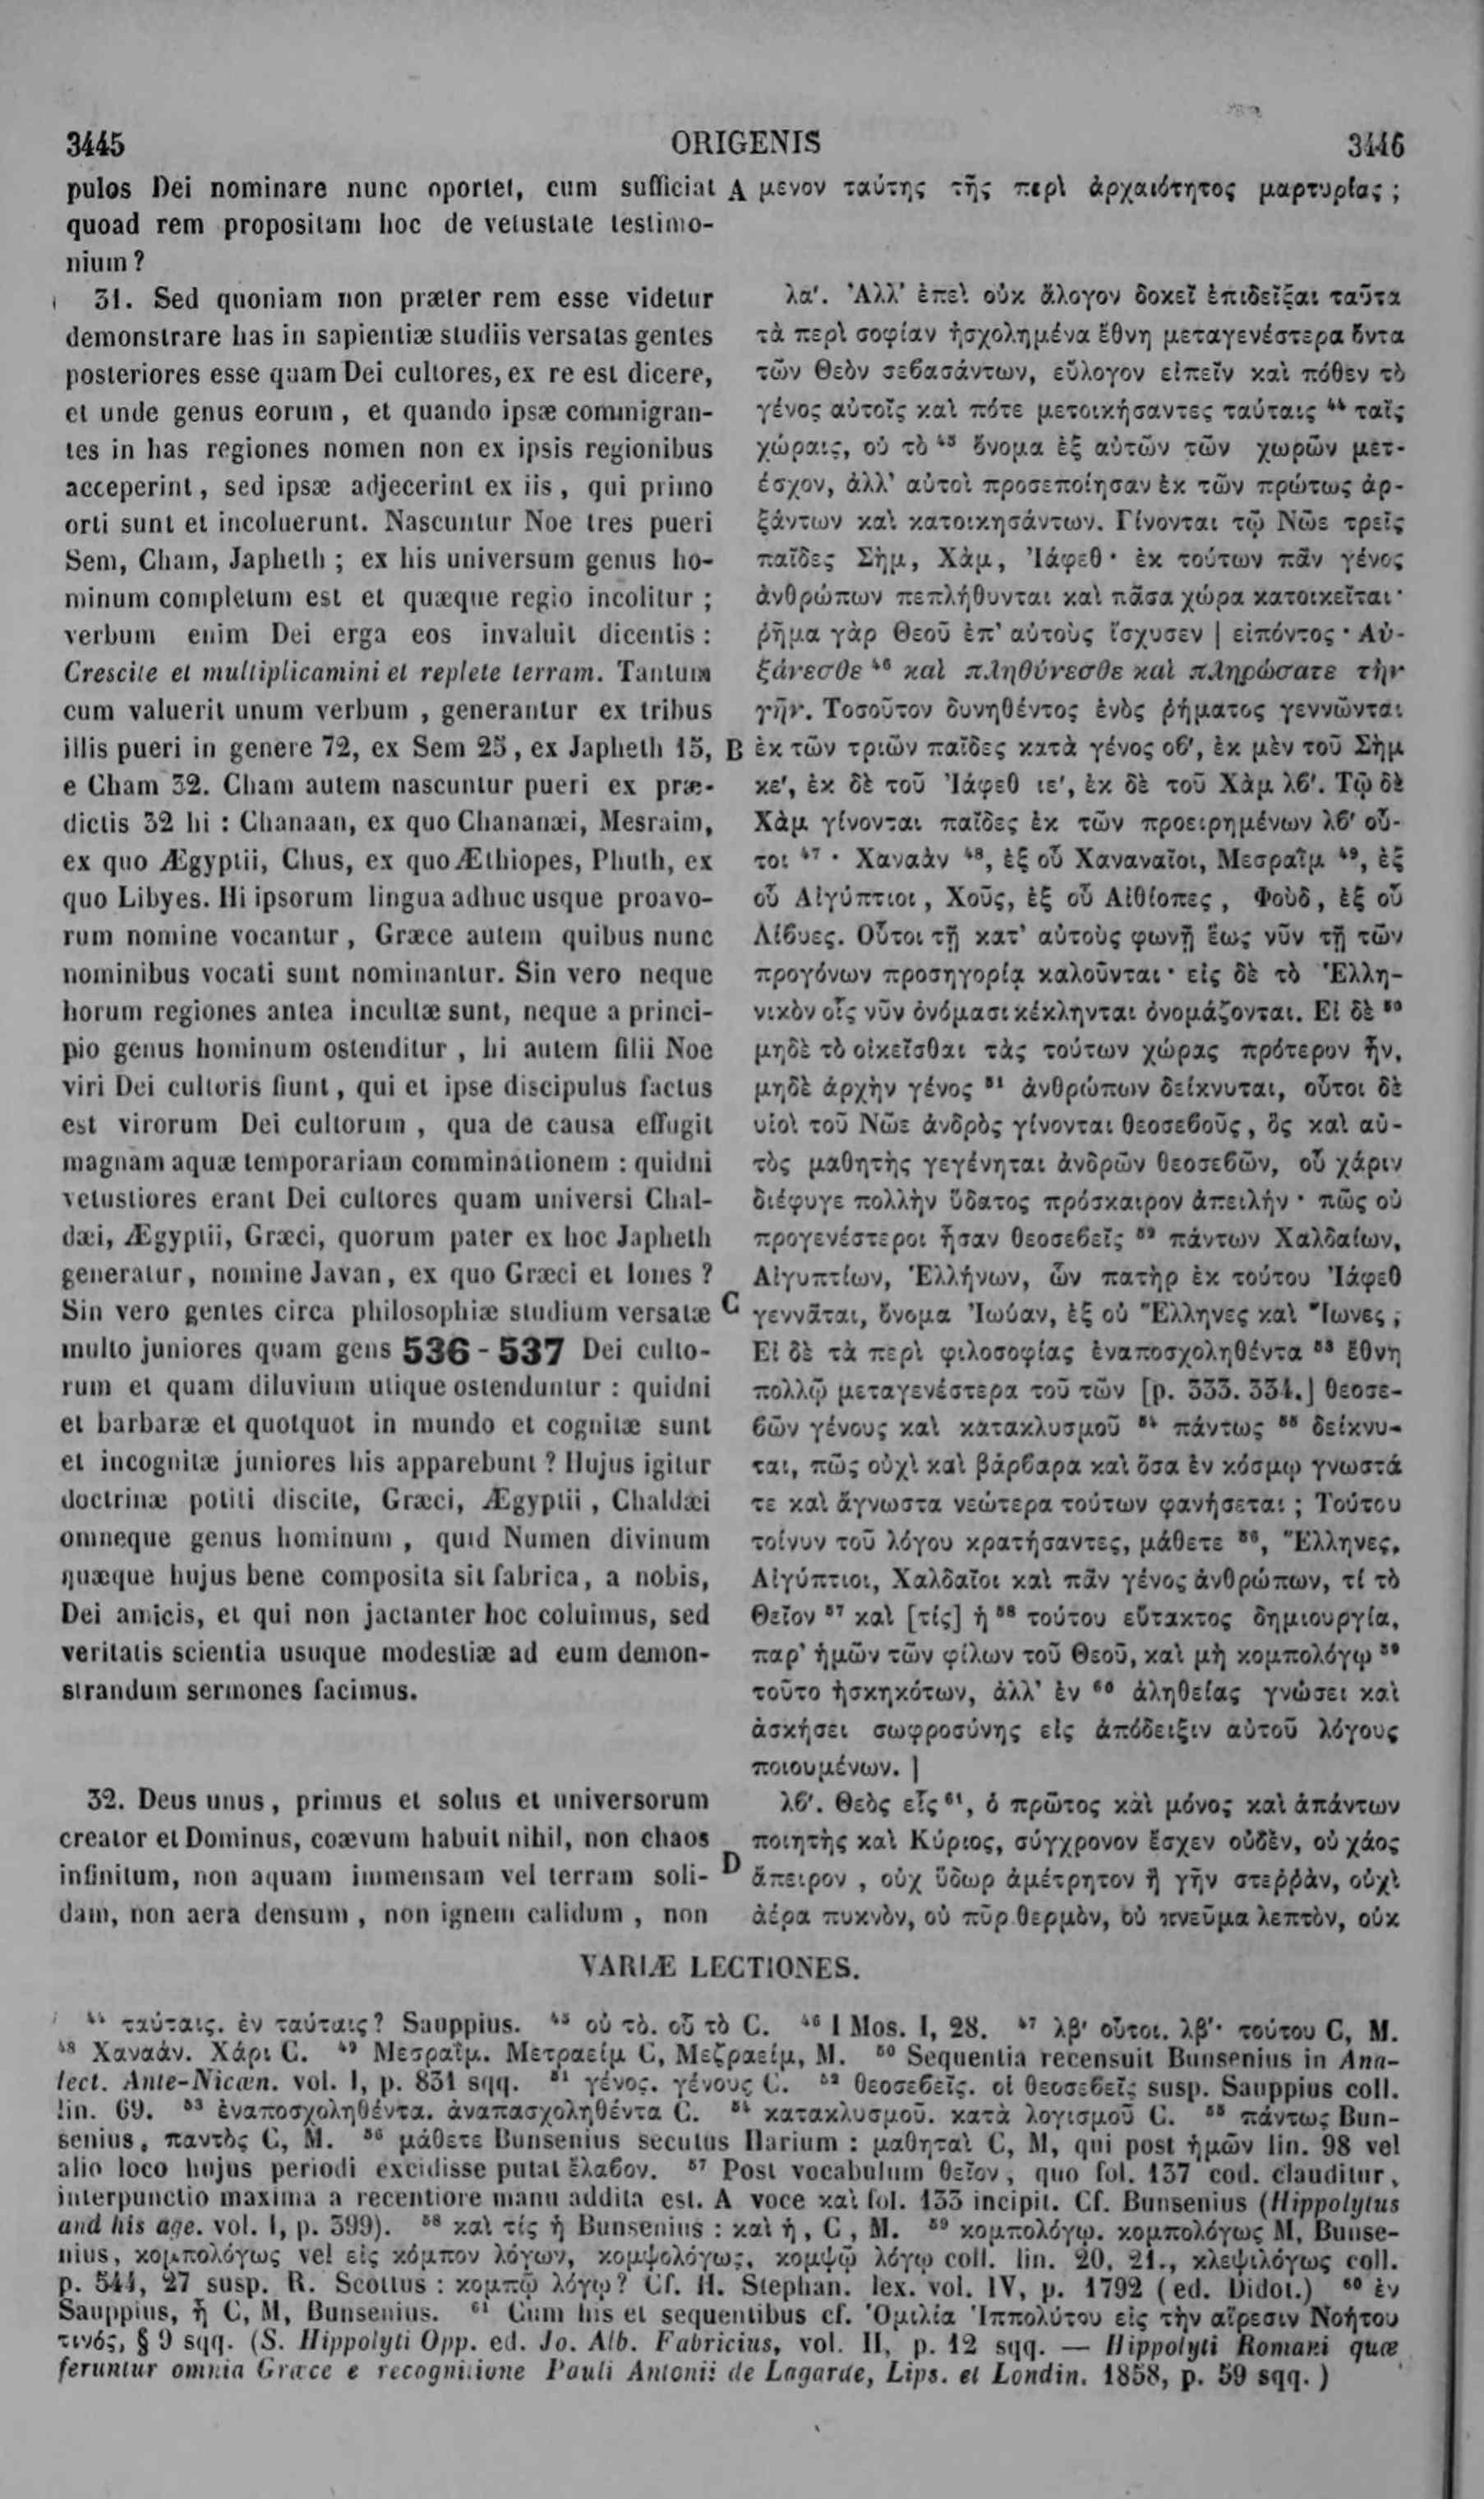 3445
ORIGENIS
3446
pulos Dei nominare nunc oportet, cum sufficiat
quoad rem propositam hoc de vetustate testimo-
nium?
31. Sed quoniam non præter rem esse videtur
demonstrare has in sapientiæ studiis versatas gentes
posteriores esse quam Dei cultores, ex re est dicere,
et unde genus eorum, et quando ipsæ commigran-
tes in has regiones nomen non ex ipsis regionibus
acceperint, sed ipsæ adjecerint ex iis, qui primo
orti sunt et incoluerunt. Nascuntur Noe tres pueri
Sem, Cham, Japheth; ex his universum genus ho-
minum completum est et quæque regio incolitur;
verbum enim Dei erga eos invaluit dicentis:
Crescite et multiplicamini et replete terram. Tantum
cum valuerit unum verbum, generantur ex tribus
illis pueri in genere 72, ex Sem 25, ex Japheth 15,
e Cham 32. Cham autem nascuntur pueri ex præ-
dictis 32 hi: Chanaan, ex quo Chananæi, Mesraim,
ex quo Ægyptii, Chus, ex quo Æthiopes, Phuth, ex
quo Libyes. Hi ipsorum lingua adhuc usque proavo-
rum nomine vocantur, Græce autem quibus nunc
nominibus vocati sunt nominantur. Sin vero neque
horum regiones antea incultæ sunt, neque a princi-
pio genus hominum ostenditur, hi autem filii Noe
viri Dei cultoris fiunt, qui et ipse discipulus factus
est virorum Dei cultorum, qua de causa effugit
magnam aquæ temporariam comminationem: quidni
vetustiores erant Dei cultores quam universi Chal-
dæi, Ægyptii, Græci, quorum pater ex hoc Japheth
generatur, nomine Javan, ex quo Græci et Iones?
Sin vero gentes circa philosophiæ studium versatæ
multo juniores quam gens 536-537 Dei culto-
rum et quam diluvium utique ostenduntur: quidni
et barbaræ et quotquot in mundo et cognitæ sunt
et incognitæ juniores his apparebunt? Hujus igitur
doctrinæ potiti discite, Græci, Ægyptii, Chaldæi
omneque genus hominum, quid Numen divinum
quæque hujus bene composita sit fabrica, a nobis,
Dei amicis, et qui non jactanter hoc coluimus, sed
veritatis scientia usuque modestiæ ad eum demon-
strandum sermones facimus.
32. Deus unus, primus et solus et universorum
creator et Dominus, coævum habuit nihil, non chaos
infinitum, non aquam immensam vel terram soli-
dam, non aera densum, non ignem calidum, non
A
B
C
D
μενον ταύτης τῆς περὶ ἀρχαιότητος μαρτυρίας;
λα′. Ἀλλ' ἐπεὶ οὐκ ἄλογον δοκεῖ ἐπιδεῖξαι ταῦτα
τὰ περὶ σοφίαν ἠσχολημένα ἔθνη μεταγενέστερα ὄντα
τῶν Θεὸν σεβασάντων, εὔλογον εἰπεῖν καὶ πόθεν τὸ
γένος αὐτοῖς καὶ πότε μετοικήσαντες ταύταις ⁴⁴ ταῖς
χώραις, οὐ τὸ ⁴⁵ ὄνομα ἐξ αὐτῶν τῶν χωρῶν μετ-
έσχον, ἀλλ' αὐτοὶ προσεποίησαν ἐκ τῶν πρώτως ἀρ-
ξάντων καὶ κατοικησάντων. Γίνονται τῷ Νῶε τρεῖς
παῖδες Σὴμ, Χὰμ, Ἰάφεθ· ἐκ τούτων πᾶν γένος
ἀνθρώπων πεπλήθυνται καὶ πᾶσα χώρα κατοικεῖται·
ῥῆμα γὰρ Θεοῦ ἐπ' αὐτοὺς ἴσχυσεν | εἰπόντος· Αὐ-
ξάνεσθε ⁴⁶ καὶ πληθύνεσθε καὶ πληρώσατε τὴν
γῆν. Τοσοῦτον δυνηθέντος ἑνὸς ῥήματος γεννῶνται
ἐκ τῶν τριῶν παῖδες κατὰ γένος οβ′, ἐκ μὲν τοῦ Σὴμ
κε′, ἐκ δὲ τοῦ Ἰάφεθ ιε′, ἐκ δὲ τοῦ Χὰμ λβ′. Τῷ δὲ
Χὰμ γίνονται παῖδες ἐκ τῶν προειρημένων λβ′ οὗ-
τοι ⁴⁷· Χαναὰν ⁴⁸, ἐξ οὗ Χαναναῖοι, Μεσραῒμ ⁴⁹, ἐξ
οὗ Αἰγύπτιοι, Χοῦς, ἐξ οὗ Αἰθίοπες, Φοὺδ, ἐξ οὗ
Λίβυες. Οὗτοι τῇ κατ' αὐτοὺς φωνῇ ἕως νῦν τῇ τῶν
προγόνων προσηγορίᾳ καλοῦνται· εἰς δὲ τὸ Ἑλλη-
νικὸν οἷς νῦν ὀνόμασι κέκληνται ὀνομάζονται. Εἰ δὲ ⁵⁰
μηδὲ τὸ οἰκεῖσθαι τὰς τούτων χώρας πρότερον ἦν,
μηδὲ ἀρχὴν γένος ⁵¹ ἀνθρώπων δείκνυται, οὗτοι δὲ
υἱοὶ τοῦ Νῶε ἀνδρὸς γίνονται θεοσεβοῦς, ὃς καὶ αὐ-
τὸς μαθητὴς γεγένηται ἀνδρῶν θεοσεβῶν, οὗ χάριν
διέφυγε πολλὴν ὕδατος πρόσκαιρον ἀπειλήν· πῶς οὐ
προγενέστεροι ἦσαν θεοσεβεῖς ⁵² πάντων Χαλδαίων,
Αἰγυπτίων, Ἑλλήνων, ὧν πατὴρ ἐκ τούτου Ἰάφεθ
γεννᾶται, ὄνομα Ἰωύαν, ἐξ οὗ Ἕλληνες καὶ Ἴωνες;
Εἰ δὲ τὰ περὶ φιλοσοφίας ἐναποσχοληθέντα ⁵³ ἔθνη
πολλῷ μεταγενέστερα τοῦ τῶν [p. 333. 334.] θεοσε-
βῶν γένους καὶ κατακλυσμοῦ ⁵⁴ πάντως ⁵⁵ δείκνυ-
ται, πῶς οὐχὶ καὶ βάρβαρα καὶ ὅσα ἐν κόσμῳ γνωστά
τε καὶ ἄγνωστα νεώτερα τούτων φανήσεται; Τούτου
τοίνυν τοῦ λόγου κρατήσαντες, μάθετε ⁵⁶, Ἕλληνες,
Αἰγύπτιοι, Χαλδαῖοι καὶ πᾶν γένος ἀνθρώπων, τί τὸ
Θεῖον ⁵⁷ καὶ [τίς] ἡ ⁵⁸ τούτου εὔτακτος δημιουργία,
παρ' ἡμῶν τῶν φίλων τοῦ Θεοῦ, καὶ μὴ κομπολόγῳ ⁵⁹
τοῦτο ἠσκηκότων, ἀλλ' ἐν ⁶⁰ ἀληθείας γνώσει καὶ
ἀσκήσει σωφροσύνης εἰς ἀπόδειξιν αὐτοῦ λόγους
ποιουμένων. |
λβ′. Θεὸς εἷς ⁶¹, ὁ πρῶτος καὶ μόνος καὶ ἁπάντων
ποιητὴς καὶ Κύριος, σύγχρονον ἔσχεν οὐδὲν, οὐ χάος
ἄπειρον, οὐχ ὕδωρ ἀμέτρητον ἢ γῆν στεῤῥὰν, οὐχὶ
ἀέρα πυκνὸν, οὐ πῦρ θερμὸν, οὐ πνεῦμα λεπτὸν, οὐκ
VARIÆ LECTIONES.
⁴⁴ ταύταις. ἐν ταύταις? Sauppius. ⁴⁵ οὐ τὸ. οὗ τὸ C. ⁴⁶ I Mos. I, 28. ⁴⁷ λβ′ οὗτοι. λβ′· τούτου C, M.
⁴⁸ Χαναάν. Χάρι C. ⁴⁹ Μεσραῒμ. Μετραείμ C, Μεζραείμ, M. ⁵⁰ Sequentia recensuit Bunsenius in Ana-
lect. Ante-Nicæn. vol. I, p. 831 sqq. ⁵¹ γένος. γένους C. ⁵² θεοσεβεῖς. οἱ θεοσεβεῖς susp. Sauppius coll.
lin. 69. ⁵³ ἐναποσχοληθέντα. ἀναπασχοληθέντα C. ⁵⁴ κατακλυσμοῦ. κατὰ λογισμοῦ C. ⁵⁵ πάντως Bun-
senius, παντὸς C, M. ⁵⁶ μάθετε Bunsenius secutus Ilarium: μαθηταὶ C, M, qui post ἡμῶν lin. 98 vel
alio loco hujus periodi excidisse putat ἔλαβον. ⁵⁷ Post vocabulum θεῖον, quo fol. 137 cod. clauditur,
interpunctio maxima a recentiore manu addita est. A voce καὶ fol. 133 incipit. Cf. Bunsenius (Hippolytus
and his age. vol. I, p. 399). ⁵⁸ καὶ τίς ἡ Bunsenius: καὶ ἡ, C, M. ⁵⁹ κομπολόγῳ. κομπολόγως M, Bunse-
nius, κομπολόγως vel εἰς κόμπον λόγων, κομψολόγως, κομψῷ λόγῳ coll. lin. 20, 21., κλεψιλόγως coll.
p. 544, 27 susp. R. Scottus: κομπῷ λόγῳ? Cf. H. Stephan. lex. vol. IV, p. 1792 (ed. Didot.) ⁶⁰ ἐν
Sauppius, ἢ C, M, Bunsenius. ⁶¹ Cum his et sequentibus cf. Ὁμιλία Ἱππολύτου εἰς τὴν αἵρεσιν Νοήτου
τινός, § 9 sqq. (S. Hippolyti Opp. ed. Jo. Alb. Fabricius, vol. II, p. 12 sqq. — Hippolyti Romani quæ
feruntur omnia Græce e recognitione Pauli Antonii de Lagarde, Lips. et Londin. 1858, p. 59 sqq.)